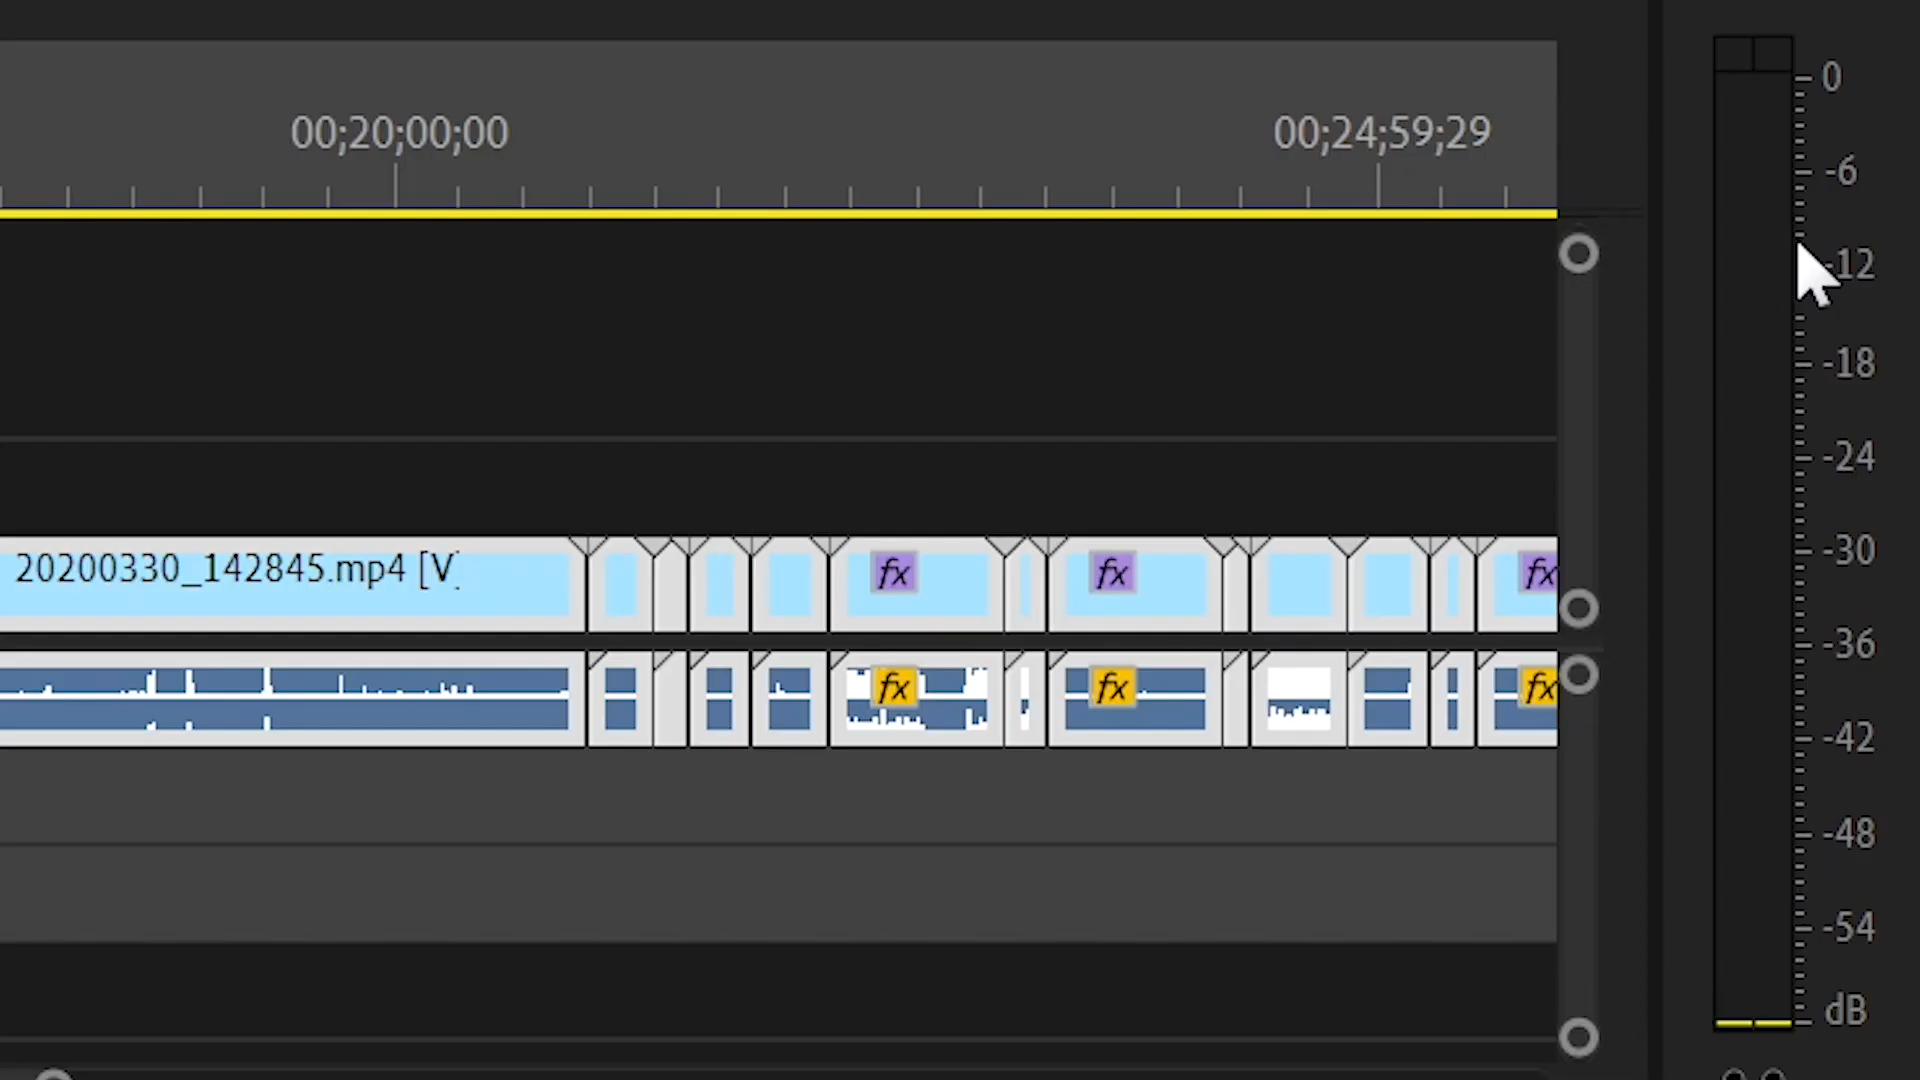 00;20;00;00
00;24;59;29
0
-6
-12
-18
-24
-30
-36
-42
-48
-54
dB
20200330_142845.mp4 [V
fx
fx
fx
fx
fx
fx